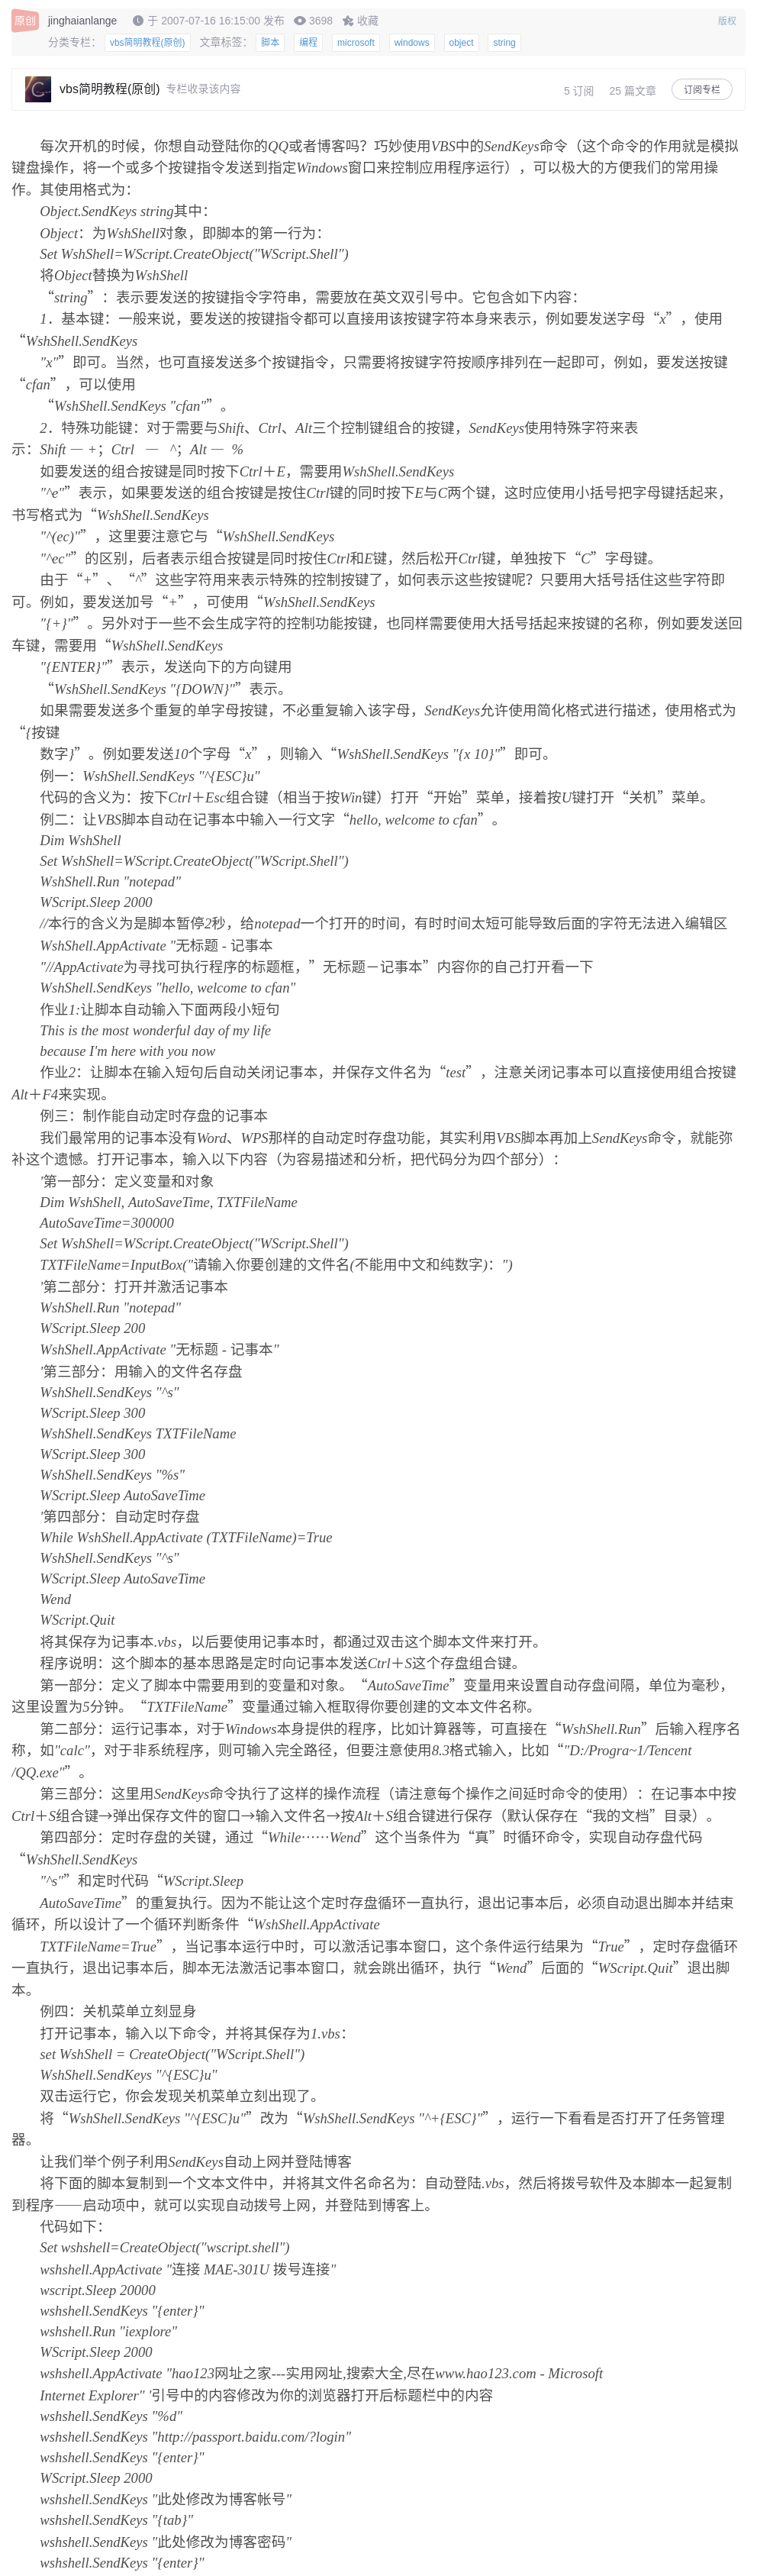 原创 jinghaianlange 于 2007-07-16 16:15:00 发布 3698 收藏 版权
分类专栏： vbs简明教程(原创) 文章标签： 脚本 编程 microsoft windows object string
vbs简明教程(原创) 专栏收录该内容 5 订阅 25 篇文章 订阅专栏
每次开机的时候，你想自动登陆你的QQ或者博客吗？巧妙使用VBS中的SendKeys命令（这个命令的作用就是模拟
键盘操作，将一个或多个按键指令发送到指定Windows窗口来控制应用程序运行），可以极大的方便我们的常用操
作。其使用格式为：
Object.SendKeys string其中：
Object：为WshShell对象，即脚本的第一行为：
Set WshShell=WScript.CreateObject("WScript.Shell")
将Object替换为WshShell
“string”：表示要发送的按键指令字符串，需要放在英文双引号中。它包含如下内容：
1．基本键：一般来说，要发送的按键指令都可以直接用该按键字符本身来表示，例如要发送字母“x”，使用
“WshShell.SendKeys
"x"”即可。当然，也可直接发送多个按键指令，只需要将按键字符按顺序排列在一起即可，例如，要发送按键
“cfan”，可以使用
“WshShell.SendKeys "cfan"”。
2．特殊功能键：对于需要与Shift、Ctrl、Alt三个控制键组合的按键，SendKeys使用特殊字符来表
示：Shift — +；Ctrl — ^；Alt — %
如要发送的组合按键是同时按下Ctrl＋E，需要用WshShell.SendKeys
"^e"”表示，如果要发送的组合按键是按住Ctrl键的同时按下E与C两个键，这时应使用小括号把字母键括起来，
书写格式为“WshShell.SendKeys
"^(ec)"”，这里要注意它与“WshShell.SendKeys
"^ec"”的区别，后者表示组合按键是同时按住Ctrl和E键，然后松开Ctrl键，单独按下“C”字母键。
由于“+”、“^”这些字符用来表示特殊的控制按键了，如何表示这些按键呢？只要用大括号括住这些字符即
可。例如，要发送加号“+”，可使用“WshShell.SendKeys
"{+}"”。另外对于一些不会生成字符的控制功能按键，也同样需要使用大括号括起来按键的名称，例如要发送回
车键，需要用“WshShell.SendKeys
"{ENTER}"”表示，发送向下的方向键用
“WshShell.SendKeys "{DOWN}"”表示。
如果需要发送多个重复的单字母按键，不必重复输入该字母，SendKeys允许使用简化格式进行描述，使用格式为
“{按键
数字}”。例如要发送10个字母“x”，则输入“WshShell.SendKeys "{x 10}"”即可。
例一：WshShell.SendKeys "^{ESC}u"
代码的含义为：按下Ctrl＋Esc组合键（相当于按Win键）打开“开始”菜单，接着按U键打开“关机”菜单。
例二：让VBS脚本自动在记事本中输入一行文字“hello, welcome to cfan”。
Dim WshShell
Set WshShell=WScript.CreateObject("WScript.Shell")
WshShell.Run "notepad"
WScript.Sleep 2000
//本行的含义为是脚本暂停2秒，给notepad一个打开的时间，有时时间太短可能导致后面的字符无法进入编辑区
WshShell.AppActivate "无标题 - 记事本
"//AppActivate为寻找可执行程序的标题框，”无标题－记事本”内容你的自己打开看一下
WshShell.SendKeys "hello, welcome to cfan"
作业1:让脚本自动输入下面两段小短句
This is the most wonderful day of my life
because I'm here with you now
作业2：让脚本在输入短句后自动关闭记事本，并保存文件名为“test”，注意关闭记事本可以直接使用组合按键
Alt＋F4来实现。
例三：制作能自动定时存盘的记事本
我们最常用的记事本没有Word、WPS那样的自动定时存盘功能，其实利用VBS脚本再加上SendKeys命令，就能弥
补这个遗憾。打开记事本，输入以下内容（为容易描述和分析，把代码分为四个部分）：
'第一部分：定义变量和对象
Dim WshShell, AutoSaveTime, TXTFileName
AutoSaveTime=300000
Set WshShell=WScript.CreateObject("WScript.Shell")
TXTFileName=InputBox("请输入你要创建的文件名(不能用中文和纯数字)：")
'第二部分：打开并激活记事本
WshShell.Run "notepad"
WScript.Sleep 200
WshShell.AppActivate "无标题 - 记事本"
'第三部分：用输入的文件名存盘
WshShell.SendKeys "^s"
WScript.Sleep 300
WshShell.SendKeys TXTFileName
WScript.Sleep 300
WshShell.SendKeys "%s"
WScript.Sleep AutoSaveTime
'第四部分：自动定时存盘
While WshShell.AppActivate (TXTFileName)=True
WshShell.SendKeys "^s"
WScript.Sleep AutoSaveTime
Wend
WScript.Quit
将其保存为记事本.vbs，以后要使用记事本时，都通过双击这个脚本文件来打开。
程序说明：这个脚本的基本思路是定时向记事本发送Ctrl＋S这个存盘组合键。
第一部分：定义了脚本中需要用到的变量和对象。“AutoSaveTime”变量用来设置自动存盘间隔，单位为毫秒，
这里设置为5分钟。“TXTFileName”变量通过输入框取得你要创建的文本文件名称。
第二部分：运行记事本，对于Windows本身提供的程序，比如计算器等，可直接在“WshShell.Run”后输入程序名
称，如"calc"，对于非系统程序，则可输入完全路径，但要注意使用8.3格式输入，比如“"D:/Progra~1/Tencent
/QQ.exe"”。
第三部分：这里用SendKeys命令执行了这样的操作流程（请注意每个操作之间延时命令的使用）：在记事本中按
Ctrl＋S组合键→弹出保存文件的窗口→输入文件名→按Alt＋S组合键进行保存（默认保存在“我的文档”目录）。
第四部分：定时存盘的关键，通过“While……Wend”这个当条件为“真”时循环命令，实现自动存盘代码
“WshShell.SendKeys
"^s"”和定时代码“WScript.Sleep
AutoSaveTime”的重复执行。因为不能让这个定时存盘循环一直执行，退出记事本后，必须自动退出脚本并结束
循环，所以设计了一个循环判断条件“WshShell.AppActivate
TXTFileName=True”，当记事本运行中时，可以激活记事本窗口，这个条件运行结果为“True”，定时存盘循环
一直执行，退出记事本后，脚本无法激活记事本窗口，就会跳出循环，执行“Wend”后面的“WScript.Quit”退出脚
本。
例四：关机菜单立刻显身
打开记事本，输入以下命令，并将其保存为1.vbs：
set WshShell = CreateObject("WScript.Shell")
WshShell.SendKeys "^{ESC}u"
双击运行它，你会发现关机菜单立刻出现了。
将“WshShell.SendKeys "^{ESC}u"”改为“WshShell.SendKeys "^+{ESC}"”，运行一下看看是否打开了任务管理
器。
让我们举个例子利用SendKeys自动上网并登陆博客
将下面的脚本复制到一个文本文件中，并将其文件名命名为：自动登陆.vbs，然后将拨号软件及本脚本一起复制
到程序——启动项中，就可以实现自动拨号上网，并登陆到博客上。
代码如下：
Set wshshell=CreateObject("wscript.shell")
wshshell.AppActivate "连接 MAE-301U 拨号连接"
wscript.Sleep 20000
wshshell.SendKeys "{enter}"
wshshell.Run "iexplore"
WScript.Sleep 2000
wshshell.AppActivate "hao123网址之家---实用网址,搜索大全,尽在www.hao123.com - Microsoft
Internet Explorer" '引号中的内容修改为你的浏览器打开后标题栏中的内容
wshshell.SendKeys "%d"
wshshell.SendKeys "http://passport.baidu.com/?login"
wshshell.SendKeys "{enter}"
WScript.Sleep 2000
wshshell.SendKeys "此处修改为博客帐号"
wshshell.SendKeys "{tab}"
wshshell.SendKeys "此处修改为博客密码"
wshshell.SendKeys "{enter}"